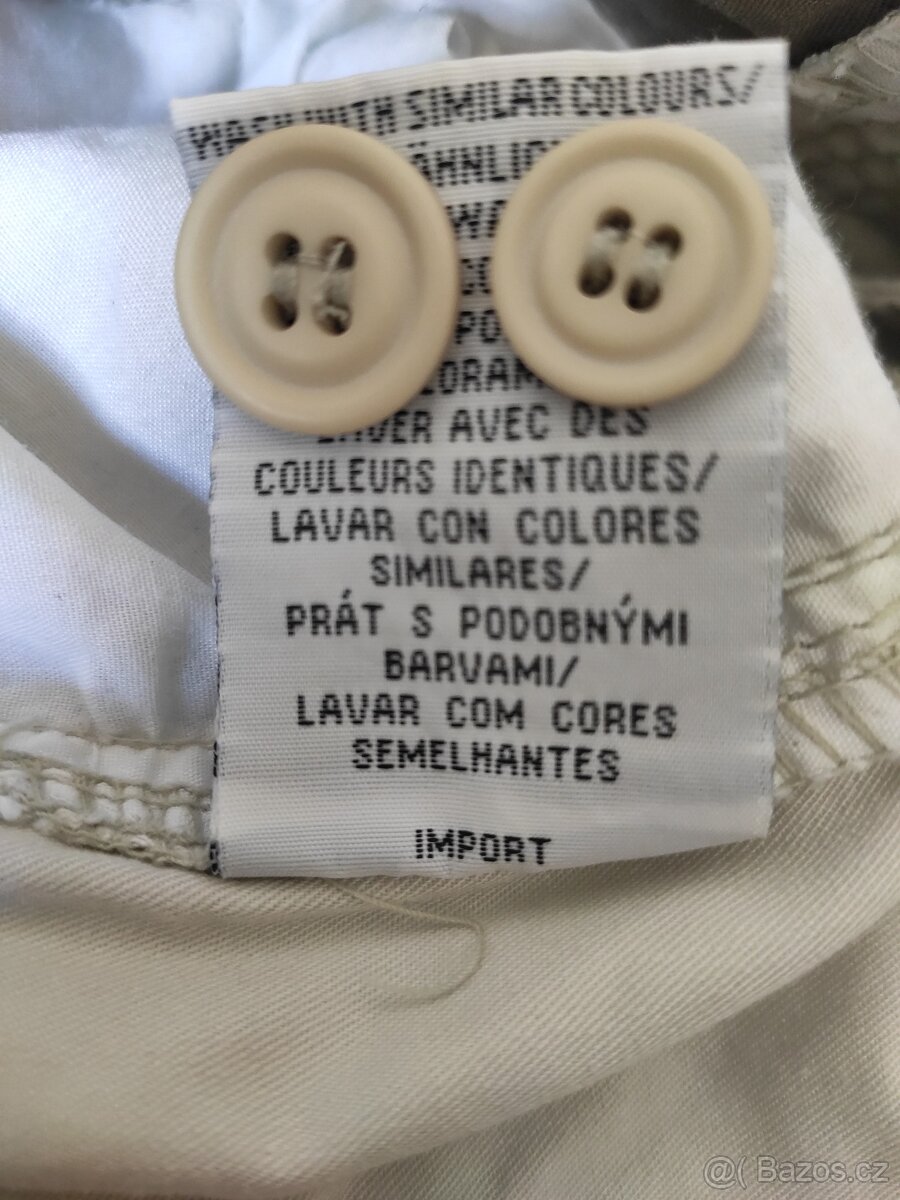 WASH WITH SIMILAR COLOURS/
LAVER AVEC DES
COULEURS IDENTIQUES/
LAVAR CON COLORES
SIMILARES/
PRÁT S PODOBNÝMI
BARVAMI/
LAVAR COM CORES
SEMELHANTES
IMPORT
@( Bazos.cz